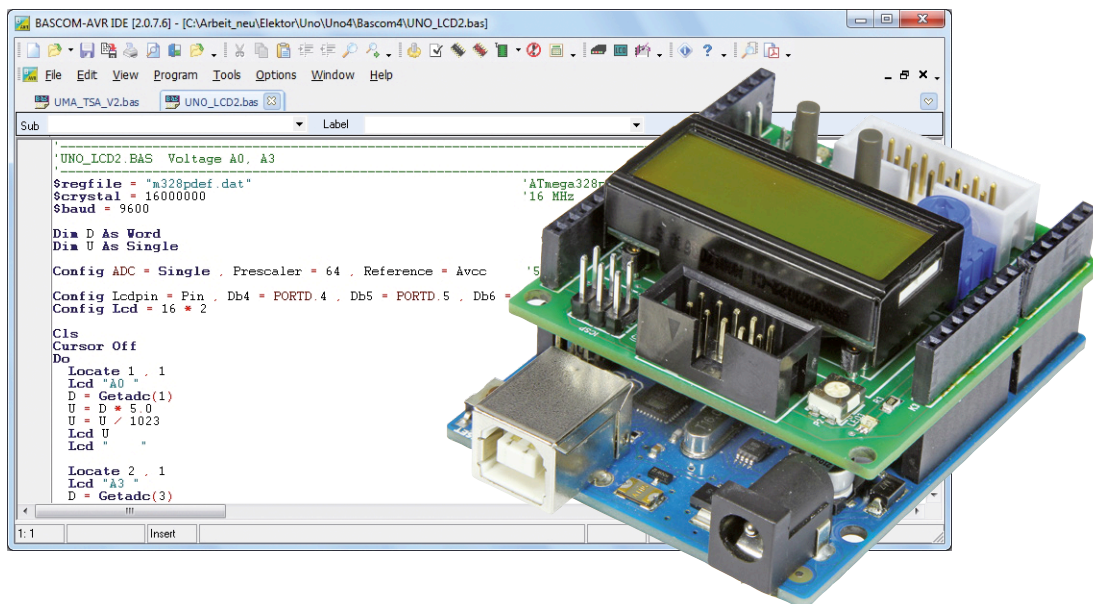 BASCOM-AVR IDE [2.0.7.6] - [C:\Arbeit_neu\Elektor\Uno\Uno4\Bascom4\UNO_LCD2.bas]
File Edit View Program Tools Options Window Help
UMA_TSA_V2.bas UNO_LCD2.bas
Sub Label
'UNO_LCD2.BAS Voltage A0, A3
$regfile = "m328pdef.dat" 'ATmega328p
$crystal = 16000000 '16 MHz
$baud = 9600
Dim D As Word
Dim U As Single
Config ADC = Single , Prescaler = 64 , Reference = Avcc '5
Config Lcdpin = Pin , Db4 = PORTD.4 , Db5 = PORTD.5 , Db6 =
Config Lcd = 16 * 2
Cls
Cursor Off
Do
Locate 1 , 1
Lcd "A0 "
D = Getadc(1)
U = D * 5.0
U = U / 1023
Lcd U
Lcd "     "
Locate 2 , 1
Lcd "A3 "
D = Getadc(3)
1: 1 Insert
ICSP